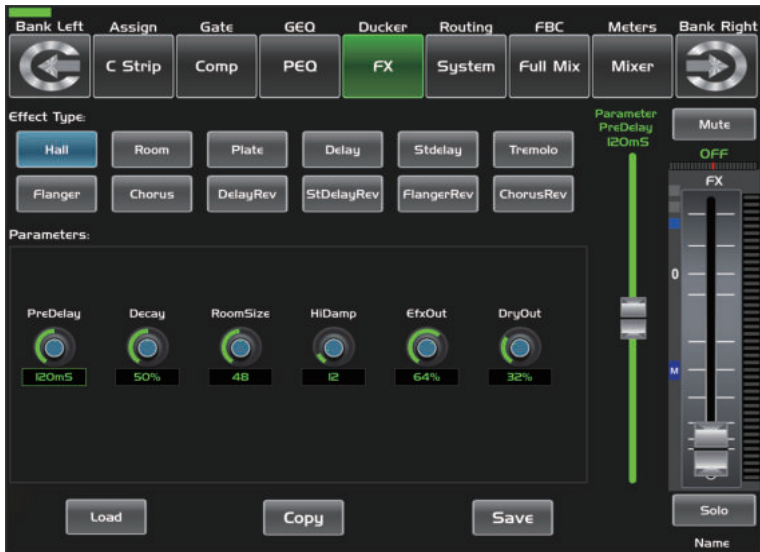 Bank Left Assign Gate GEQ Ducker Routing FBC Meters Bank Right
C Strip Comp PEQ FX System Full Mix Mixer
Effect Type:
Parameter
PreDelay
120mS
Mute
Hall Room Plate Delay Stdelay Tremolo
OFF
FX
Flanger Chorus DelayRev StDelayRev FlangerRev ChorusRev
Parameters:
0
PreDelay Decay RoomSize HiDamp EfxOut DryOut
120mS 50% 48 12 64% 32%
M
Load Copy Save
Solo
Name